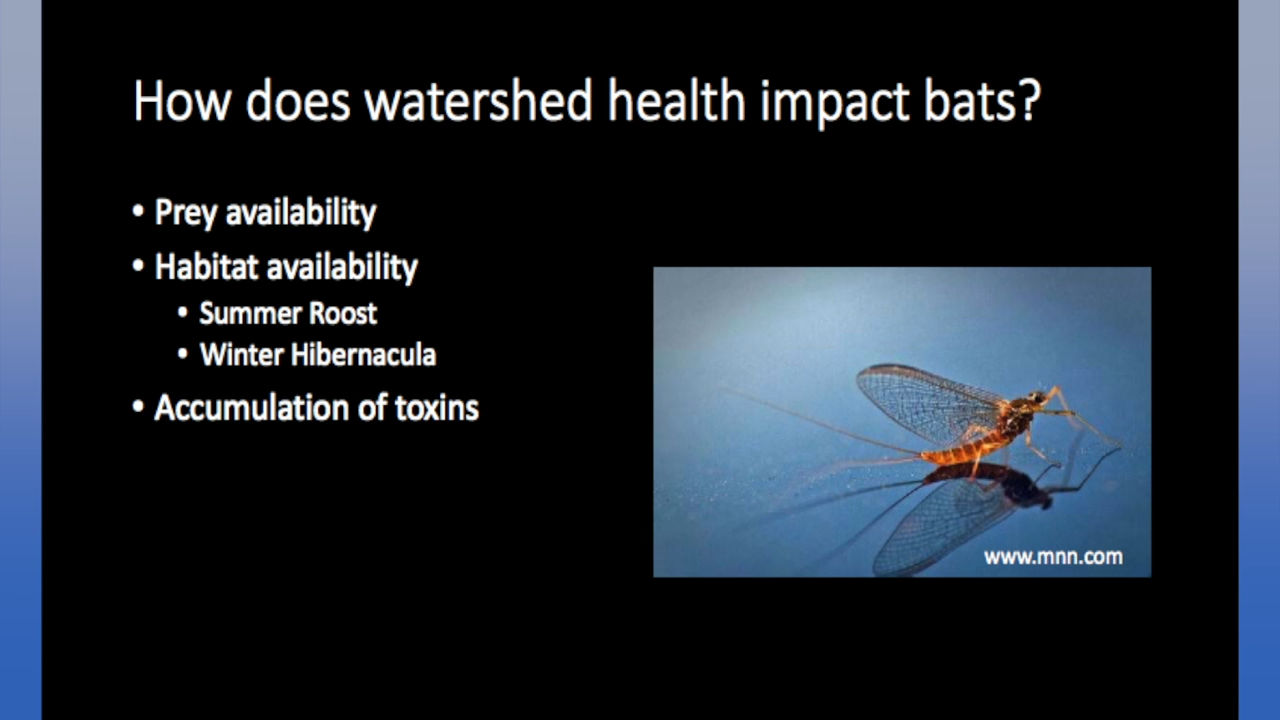 How does watershed health impact bats?
• Prey availability
• Habitat availability
• Summer Roost
• Winter Hibernacula
• Accumulation of toxins
www.mnn.com